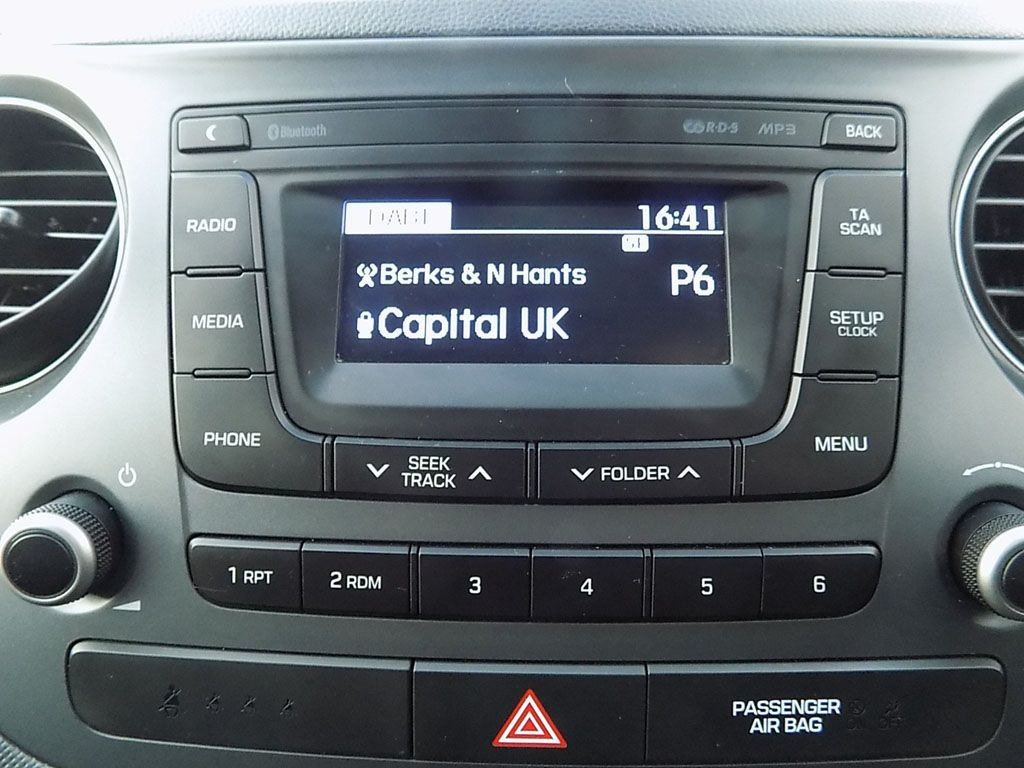 Bluetooth
R·D·S
MP3
BACK
RADIO
DAB1
16:41
TA
SCAN
Berks & N Hants
P6
MEDIA
Capital UK
SETUP
CLOCK
PHONE
SEEK
TRACK
FOLDER
MENU
1 RPT
2 RDM
3
4
5
6
PASSENGER
AIR BAG